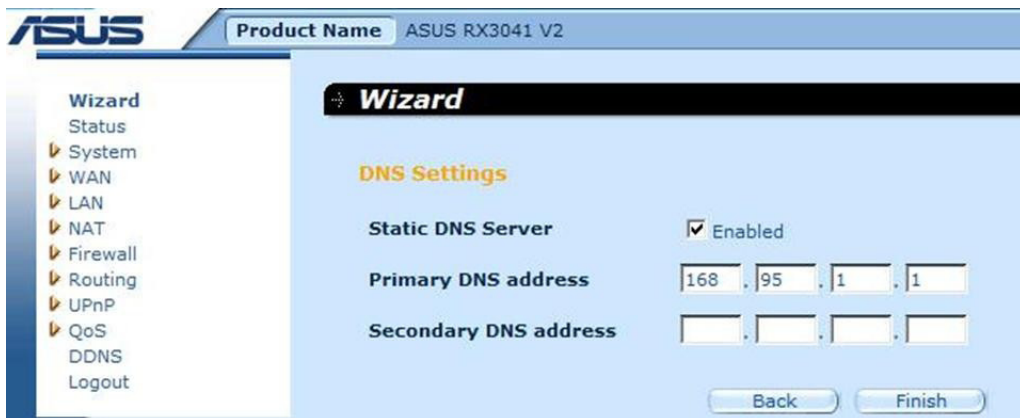 ASUS
Product Name ASUS RX3041 V2
Wizard
Status
System
WAN
LAN
NAT
Firewall
Routing
UPnP
QoS
DDNS
Logout
Wizard
DNS Settings
Static DNS Server Enabled
Primary DNS address 168 . 95 . 1 . 1
Secondary DNS address . . .
Back Finish